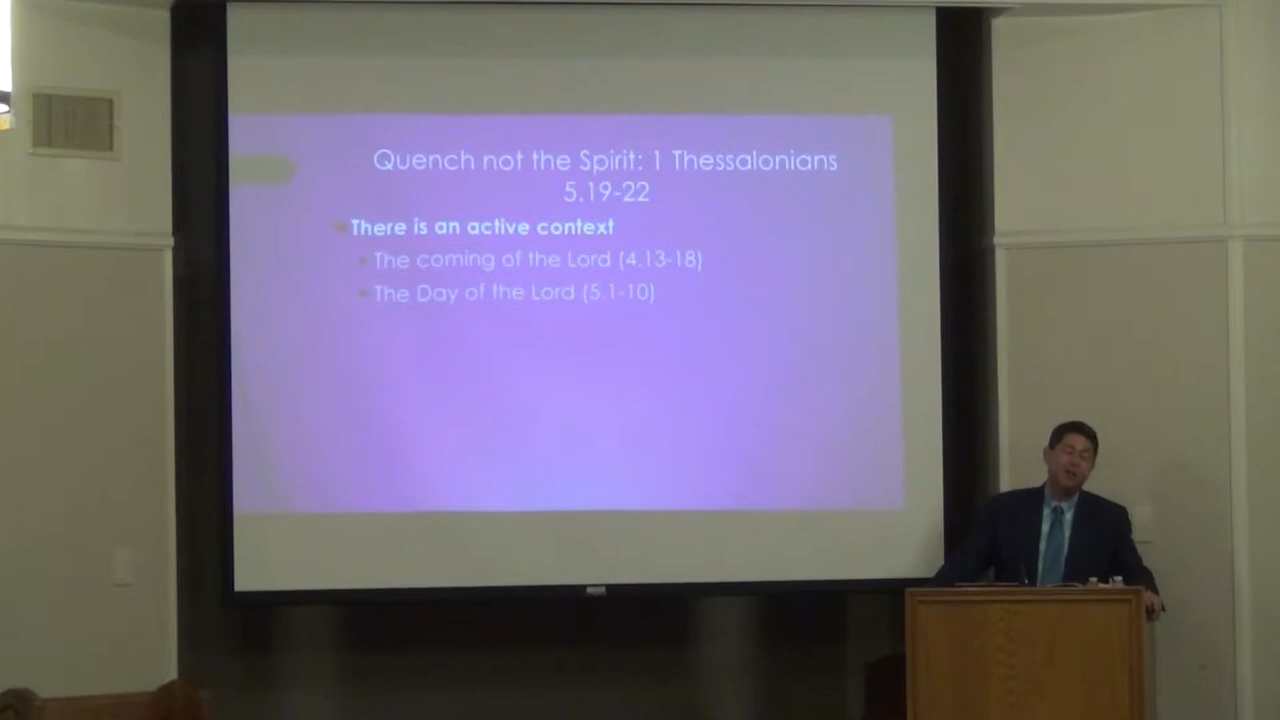 Quench not the Spirit: 1 Thessalonians
5.19-22
There is an active context
The coming of the Lord (4.13-18)
The Day of the Lord (5.1-10)